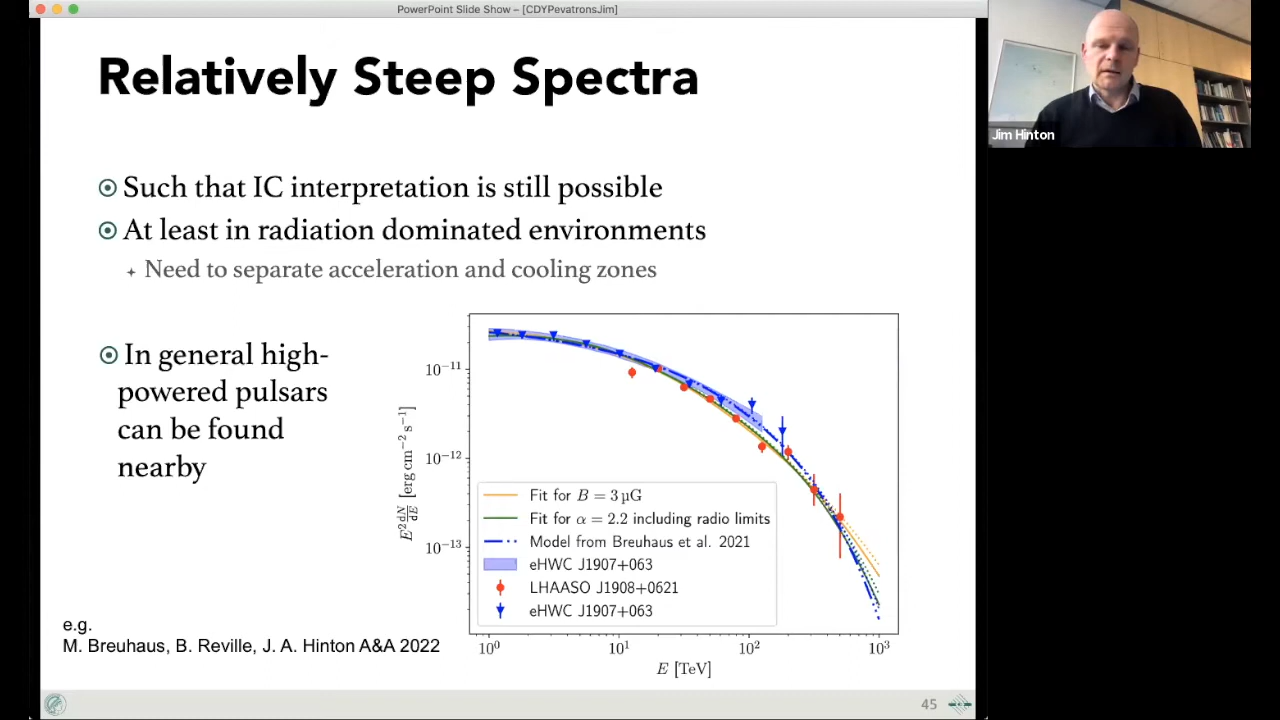 PowerPoint Slide Show – [CDYPevatronsJim]
Relatively Steep Spectra
Such that IC interpretation is still possible
At least in radiation dominated environments
Need to separate acceleration and cooling zones
In general high-
powered pulsars
can be found
nearby
10⁻¹¹
10⁻¹²
10⁻¹³
E² dN/dE [erg cm⁻² s⁻¹]
Fit for B = 3 µG
Fit for α = 2.2 including radio limits
Model from Breuhaus et al. 2021
eHWC J1907+063
LHAASO J1908+0621
eHWC J1907+063
10⁰ 10¹ 10² 10³
E [TeV]
e.g.
M. Breuhaus, B. Reville, J. A. Hinton A&A 2022
45
Jim Hinton